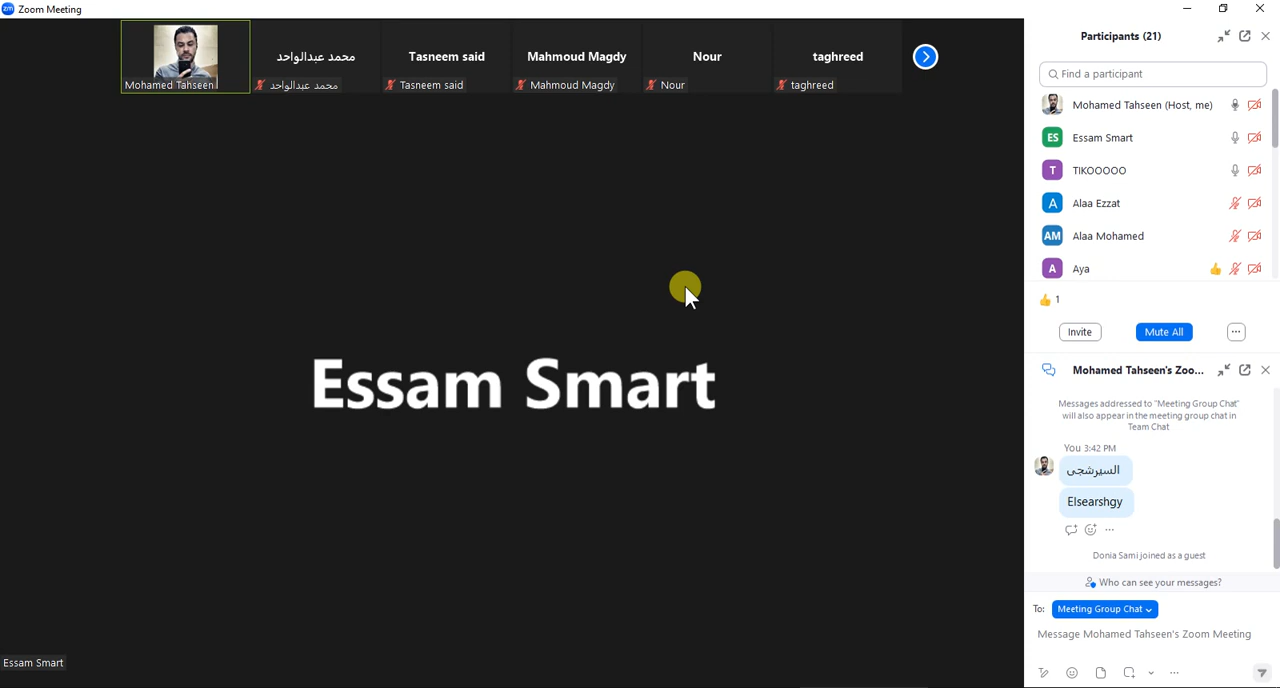 Zoom Meeting
محمد عبدالواحد
Tasneem said
Mahmoud Magdy
Nour
taghreed
Mohamed Tahseen
محمد عبدالواحد
Tasneem said
Mahmoud Magdy
Nour
taghreed
Essam Smart
Essam Smart
Participants (21)
Find a participant
Mohamed Tahseen (Host, me)
ES Essam Smart
T TIKOOOOO
A Alaa Ezzat
AM Alaa Mohamed
A Aya
1
Invite
Mute All
Mohamed Tahseen's Zoo...
Messages addressed to "Meeting Group Chat"
will also appear in the meeting group chat in
Team Chat
You 3:42 PM
السيرشجى
Elsearshgy
Donia Sami joined as a guest
Who can see your messages?
To: Meeting Group Chat
Message Mohamed Tahseen's Zoom Meeting